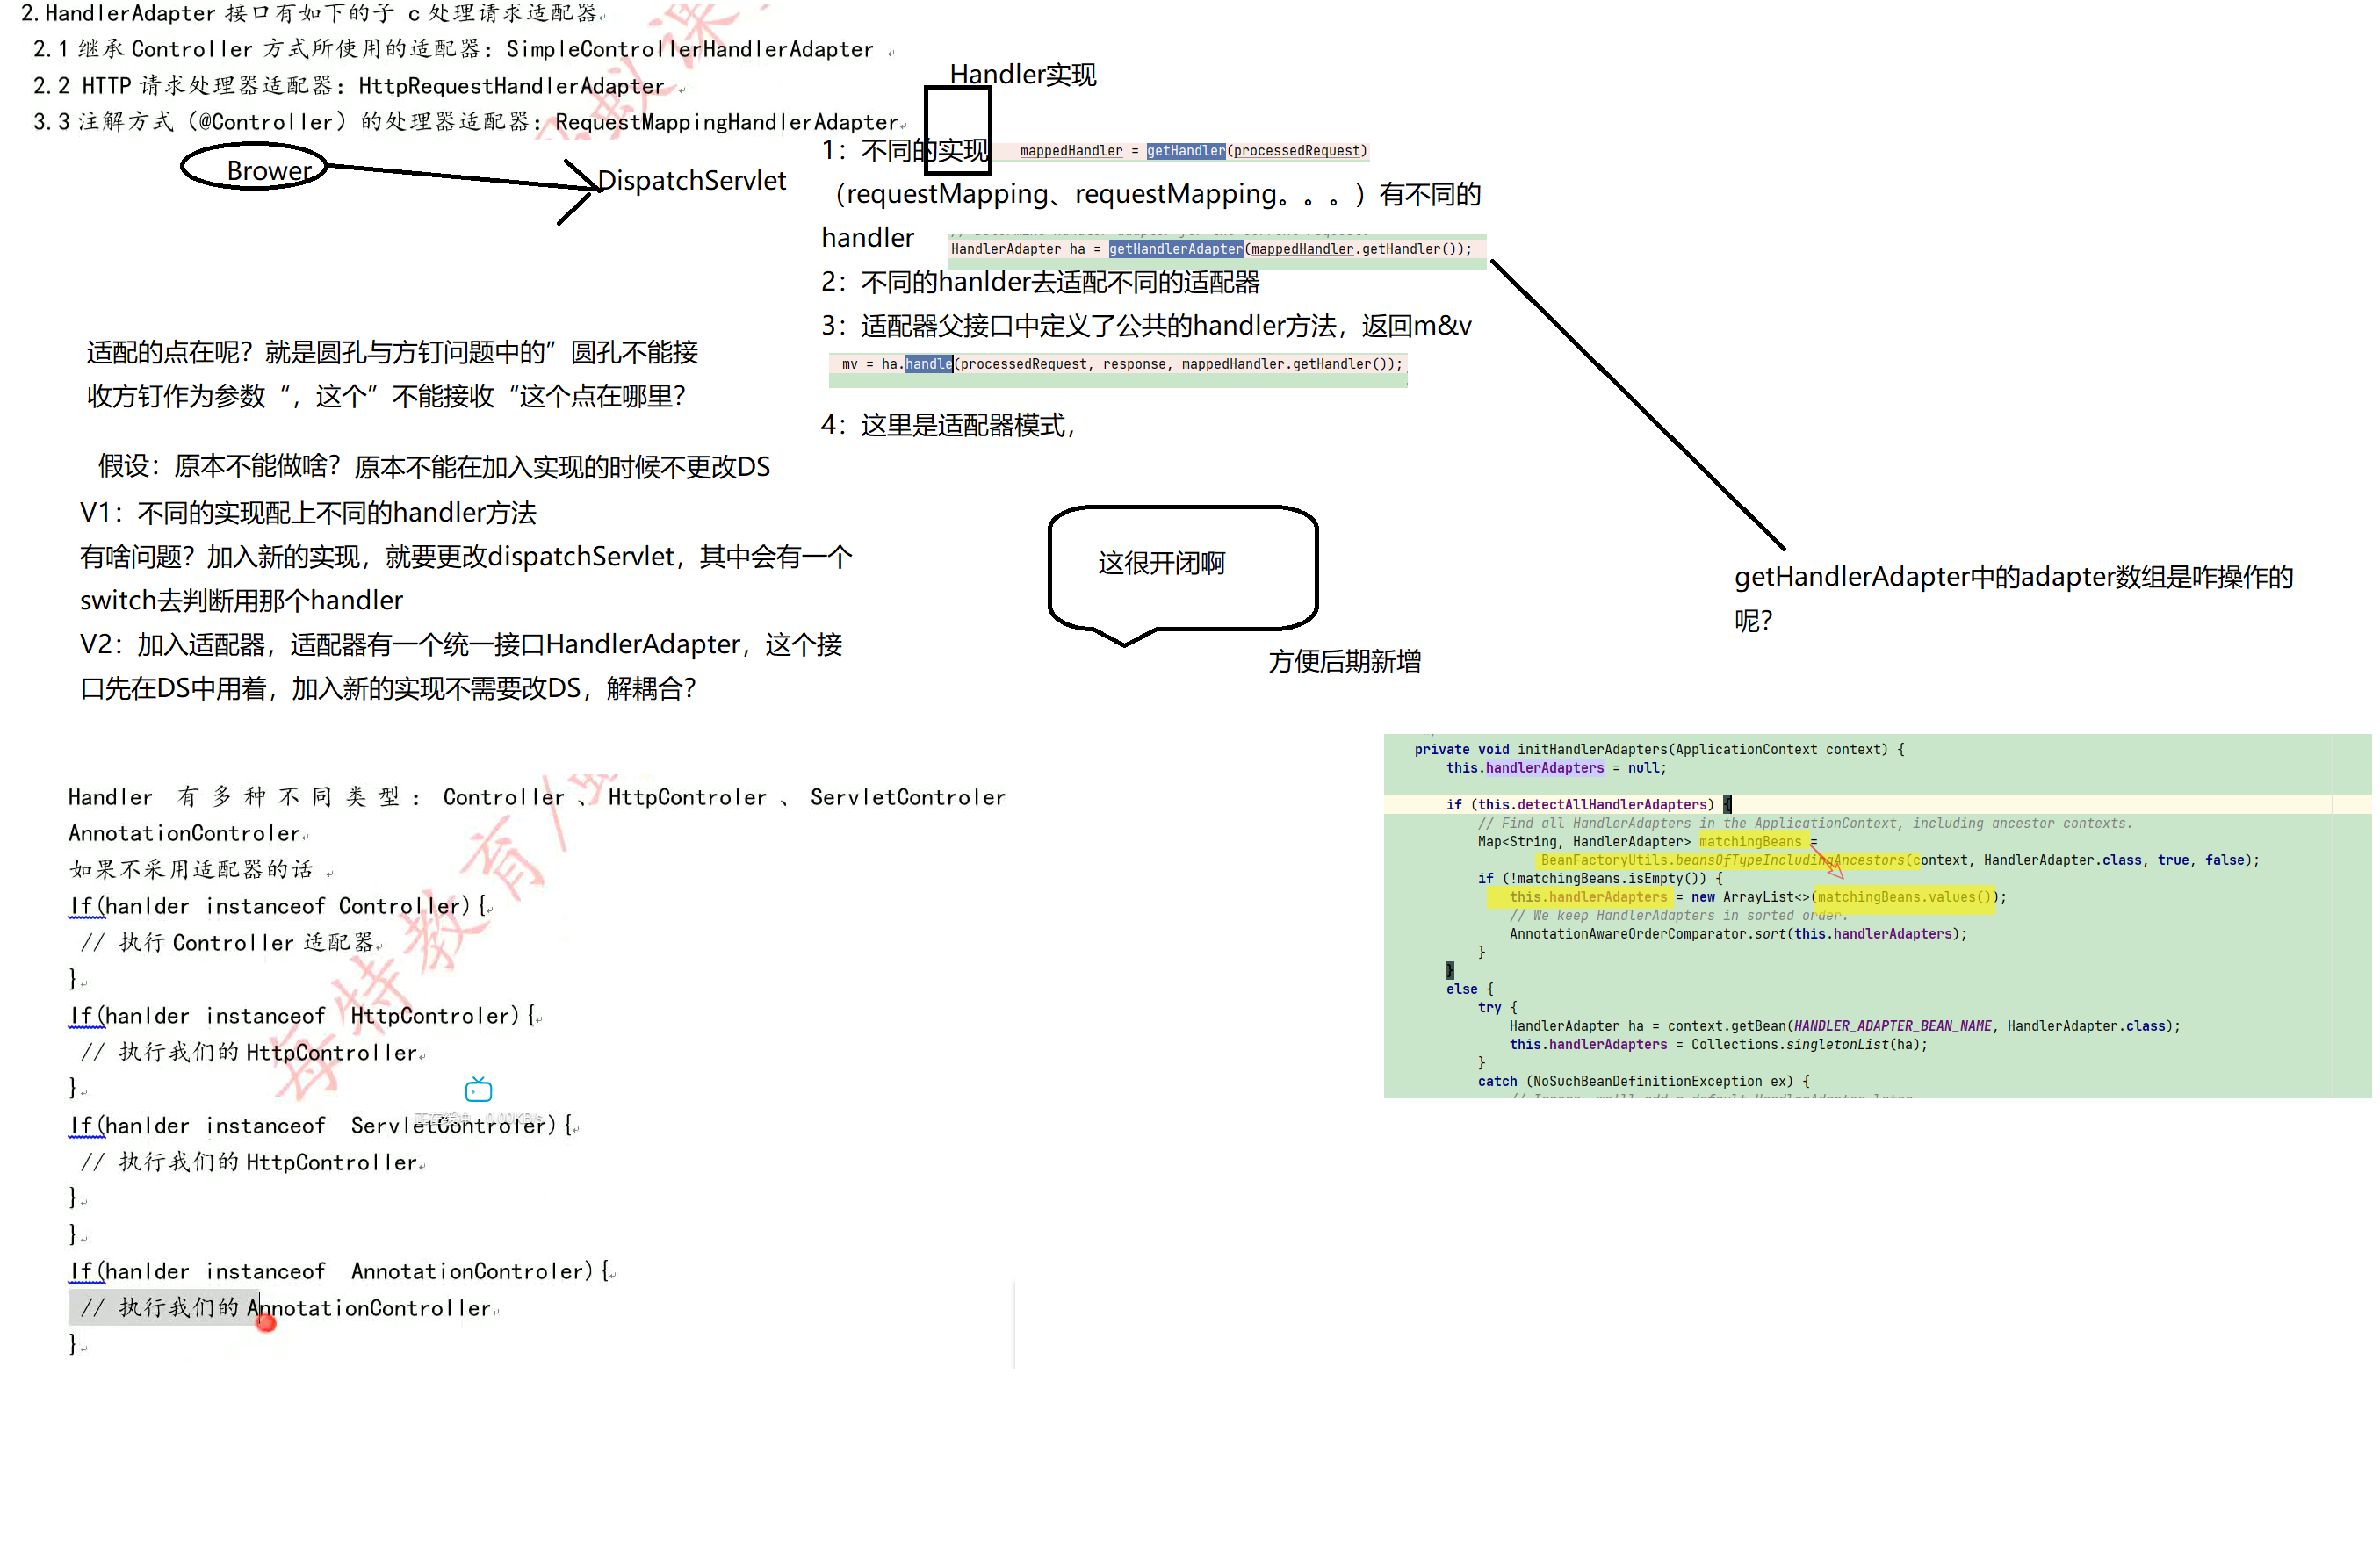 2.HandlerAdapter 接口有如下的子 c 处理请求适配器
2.1 继承 Controller 方式所使用的适配器：SimpleControllerHandlerAdapter
2.2 HTTP 请求处理器适配器：HttpRequestHandlerAdapter
3.3 注解方式（@Controller）的处理器适配器：RequestMappingHandlerAdapter
Brower
DispatchServlet
Handler实现
1：不同的实现
mappedHandler = getHandler(processedRequest)
（requestMapping、requestMapping。。。）有不同的
handler
HandlerAdapter ha = getHandlerAdapter(mappedHandler.getHandler());
2：不同的hanlder去适配不同的适配器
3：适配器父接口中定义了公共的handler方法，返回m&v
mv = ha.handle(processedRequest, response, mappedHandler.getHandler());
4：这里是适配器模式，
适配的点在呢？就是圆孔与方钉问题中的”圆孔不能接
收方钉作为参数“，这个”不能接收“这个点在哪里？
假设：原本不能做啥？原本不能在加入实现的时候不更改DS
V1：不同的实现配上不同的handler方法
有啥问题？加入新的实现，就要更改dispatchServlet，其中会有一个
switch去判断用那个handler
V2：加入适配器，适配器有一个统一接口HandlerAdapter，这个接
口先在DS中用着，加入新的实现不需要改DS，解耦合？
这很开闭啊
方便后期新增
getHandlerAdapter中的adapter数组是咋操作的
呢？
private void initHandlerAdapters(ApplicationContext context) {
this.handlerAdapters = null;
if (this.detectAllHandlerAdapters) {
// Find all HandlerAdapters in the ApplicationContext, including ancestor contexts.
Map<String, HandlerAdapter> matchingBeans =
BeanFactoryUtils.beansOfTypeIncludingAncestors(context, HandlerAdapter.class, true, false);
if (!matchingBeans.isEmpty()) {
this.handlerAdapters = new ArrayList<>(matchingBeans.values());
// We keep HandlerAdapters in sorted order.
AnnotationAwareOrderComparator.sort(this.handlerAdapters);
}
}
else {
try {
HandlerAdapter ha = context.getBean(HANDLER_ADAPTER_BEAN_NAME, HandlerAdapter.class);
this.handlerAdapters = Collections.singletonList(ha);
}
catch (NoSuchBeanDefinitionException ex) {
Handler 有多种不同类型：Controller、HttpControler、ServletControler
AnnotationControler
如果不采用适配器的话
If(hanlder instanceof Controller){
// 执行 Controller 适配器
}
If(hanlder instanceof HttpControler){
// 执行我们的 HttpController
}
If(hanlder instanceof ServletControler){
// 执行我们的 HttpController
}
}
If(hanlder instanceof AnnotationControler){
// 执行我们的 AnnotationController
}
每特教育/